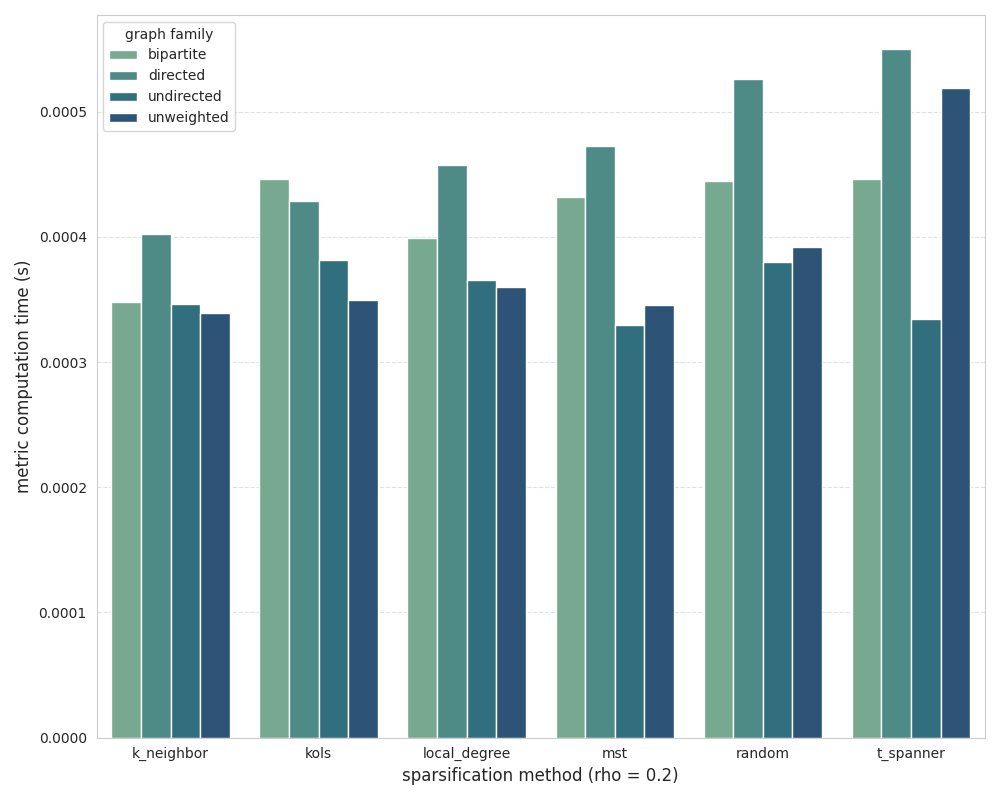 graph family
bipartite
directed
undirected
unweighted
metric computation time (s)
0.0005
0.0004
0.0003
0.0002
0.0001
0.0000
k_neighbor
kols
local_degree
mst
random
t_spanner
sparsification method (rho = 0.2)